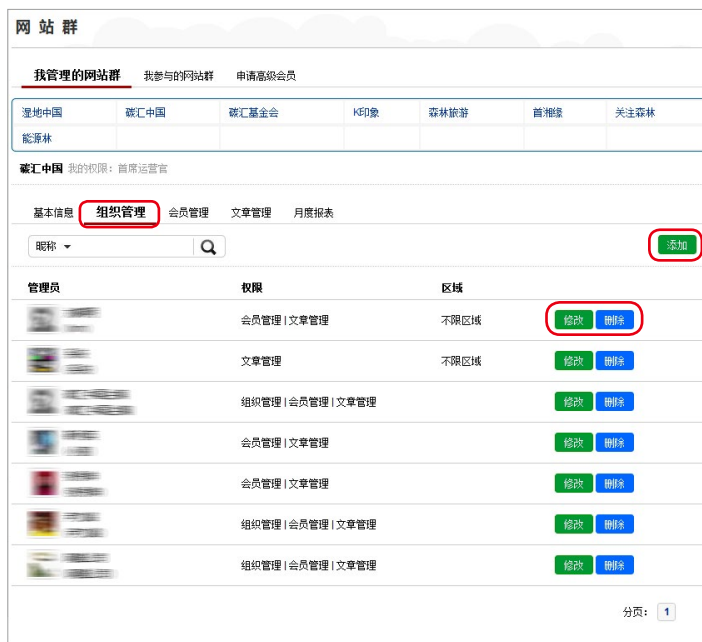 网站群
我管理的网站群 我参与的网站群 申请高级会员
湿地中国 碳汇中国 碳汇基金会 K印象 森林旅游 首湘缘 关注森林
能源林
碳汇中国 我的权限：首席运营官
基本信息 组织管理 会员管理 文章管理 月度报表
昵称 添加
管理员 权限 区域
会员管理 | 文章管理 不限区域 修改 删除
文章管理 不限区域 修改 删除
组织管理 | 会员管理 | 文章管理 修改 删除
会员管理 | 文章管理 修改 删除
会员管理 | 文章管理 修改 删除
组织管理 | 会员管理 | 文章管理 修改 删除
组织管理 | 会员管理 | 文章管理 修改 删除
分页： 1